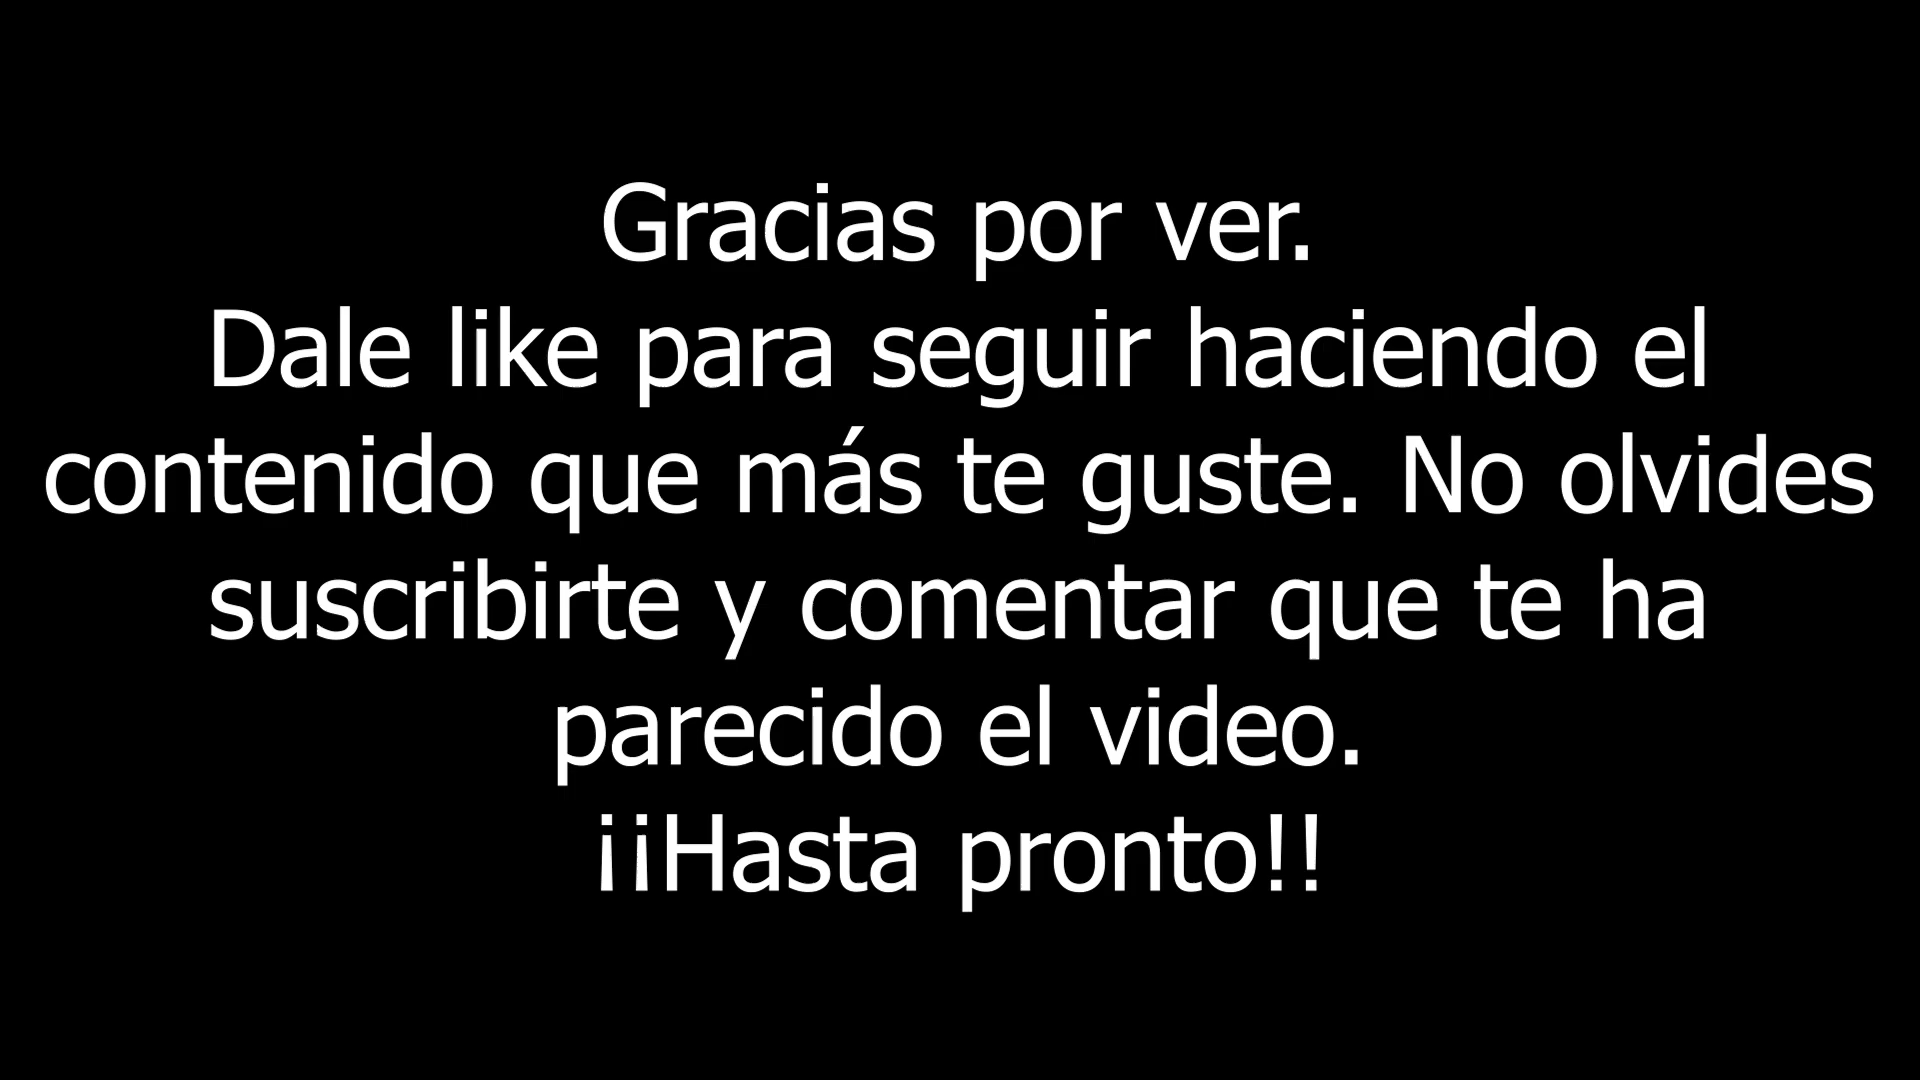 Gracias por ver.
Dale like para seguir haciendo el
contenido que más te guste. No olvides
suscribirte y comentar que te ha
parecido el video.
¡¡Hasta pronto!!